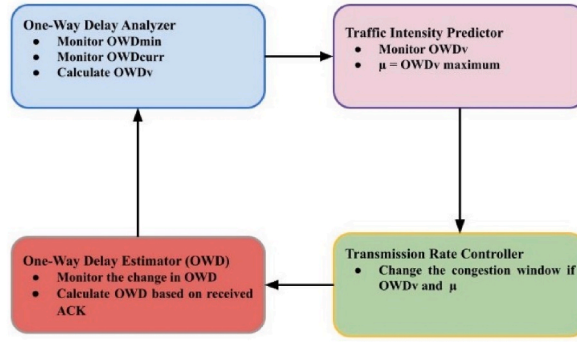 One-Way Delay Analyzer
● Monitor OWDmin
● Monitor OWDcurr
● Calculate OWDv
Traffic Intensity Predictor
● Monitor OWDv
● μ = OWDv maximum
One-Way Delay Estimator (OWD)
● Monitor the change in OWD
● Calculate OWD based on received
ACK
Transmission Rate Controller
● Change the congestion window if
OWDv and μ